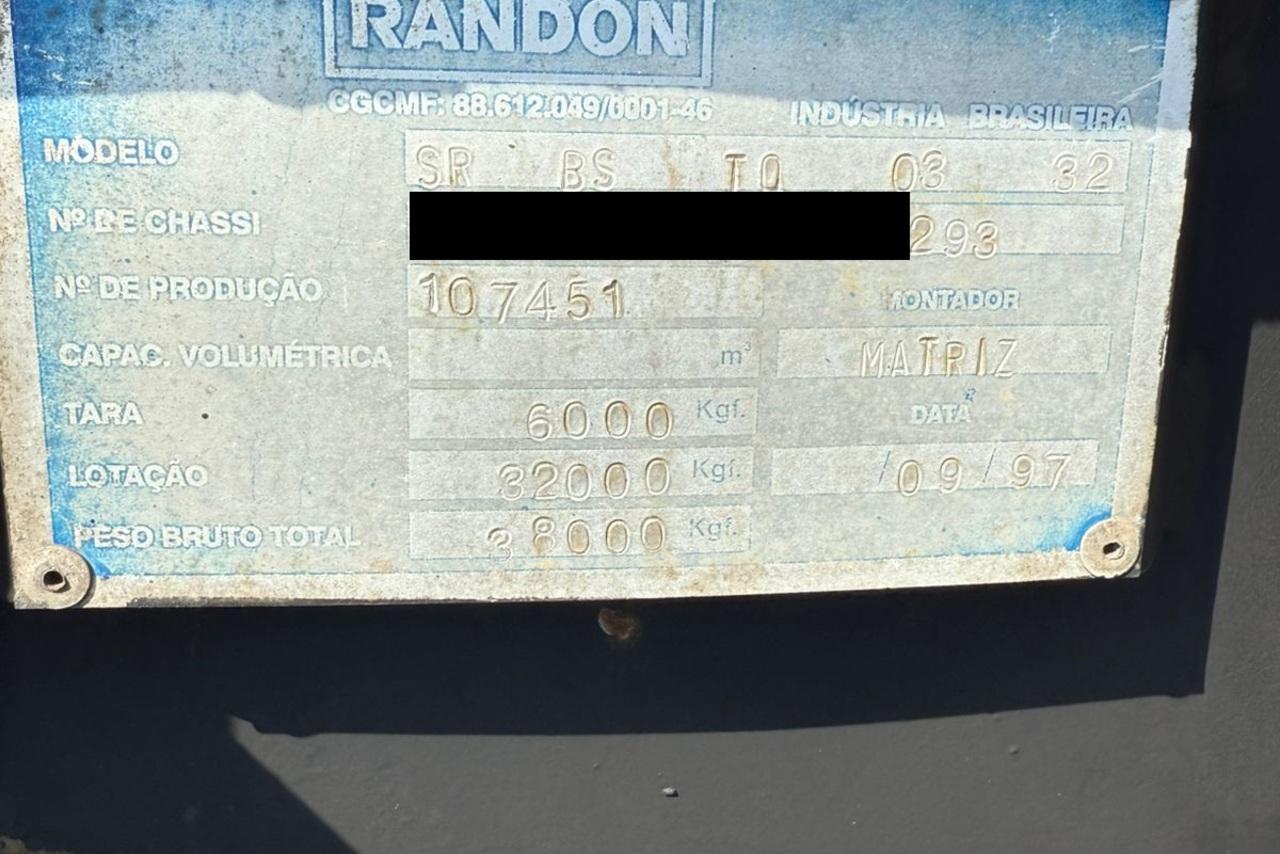 RANDON
CGCMF: 88.612.049/0001-46 INDÚSTRIA BRASILEIRA
MODELO SR BS TQ 03 32
Nº DE CHASSI 293
Nº DE PRODUÇÃO 107451 MONTADOR
CAPAC. VOLUMÉTRICA m³ MATRIZ
TARA 6000 Kgf. DATA
LOTAÇÃO 32000 Kgf. /09/97
PESO BRUTO TOTAL 38000 Kgf.